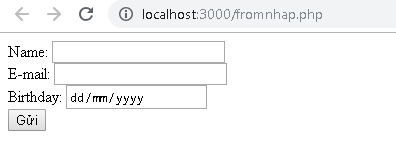 localhost:3000/fromnhap.php
Name:
E-mail:
Birthday: dd/mm/yyyy
Gửi